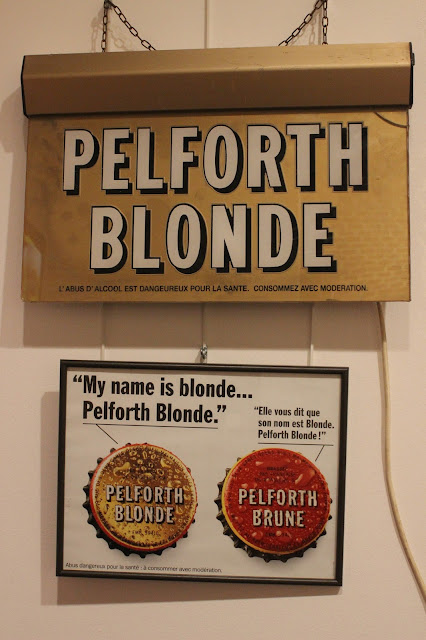 PELFORTH
BLONDE
L'ABUS D'ALCOOL EST DANGEUREUX POUR LA SANTE. CONSOMMEZ AVEC MODERATION.
“My name is blonde...
Pelforth Blonde.”
“Elle vous dit que
son nom est Blonde.
Pelforth Blonde !”
PELFORTH
BLONDE
PELFORTH
BRUNE
Abus dangereux pour la santé : à consommer avec modération.